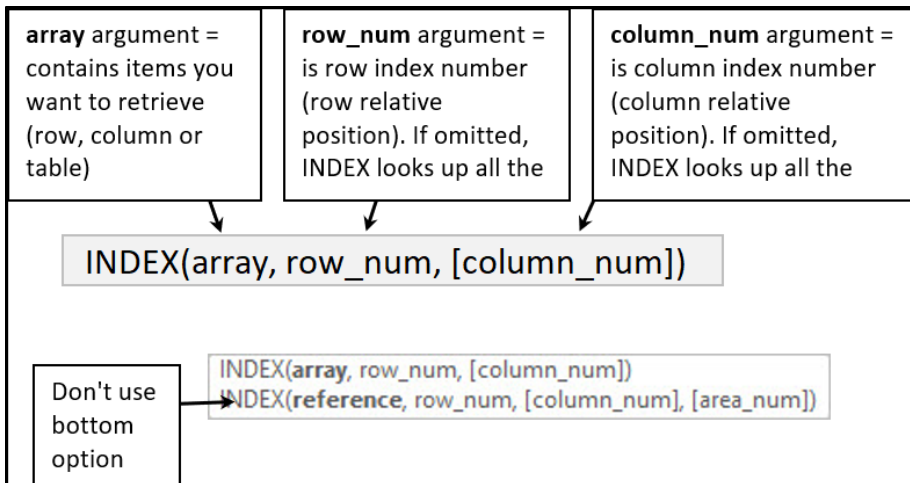 array argument =
contains items you
want to retrieve
(row, column or
table)
row_num argument =
is row index number
(row relative
position). If omitted,
INDEX looks up all the
column_num argument =
is column index number
(column relative
position). If omitted,
INDEX looks up all the
INDEX(array, row_num, [column_num])
INDEX(array, row_num, [column_num])
INDEX(reference, row_num, [column_num], [area_num])
Don't use
bottom
option